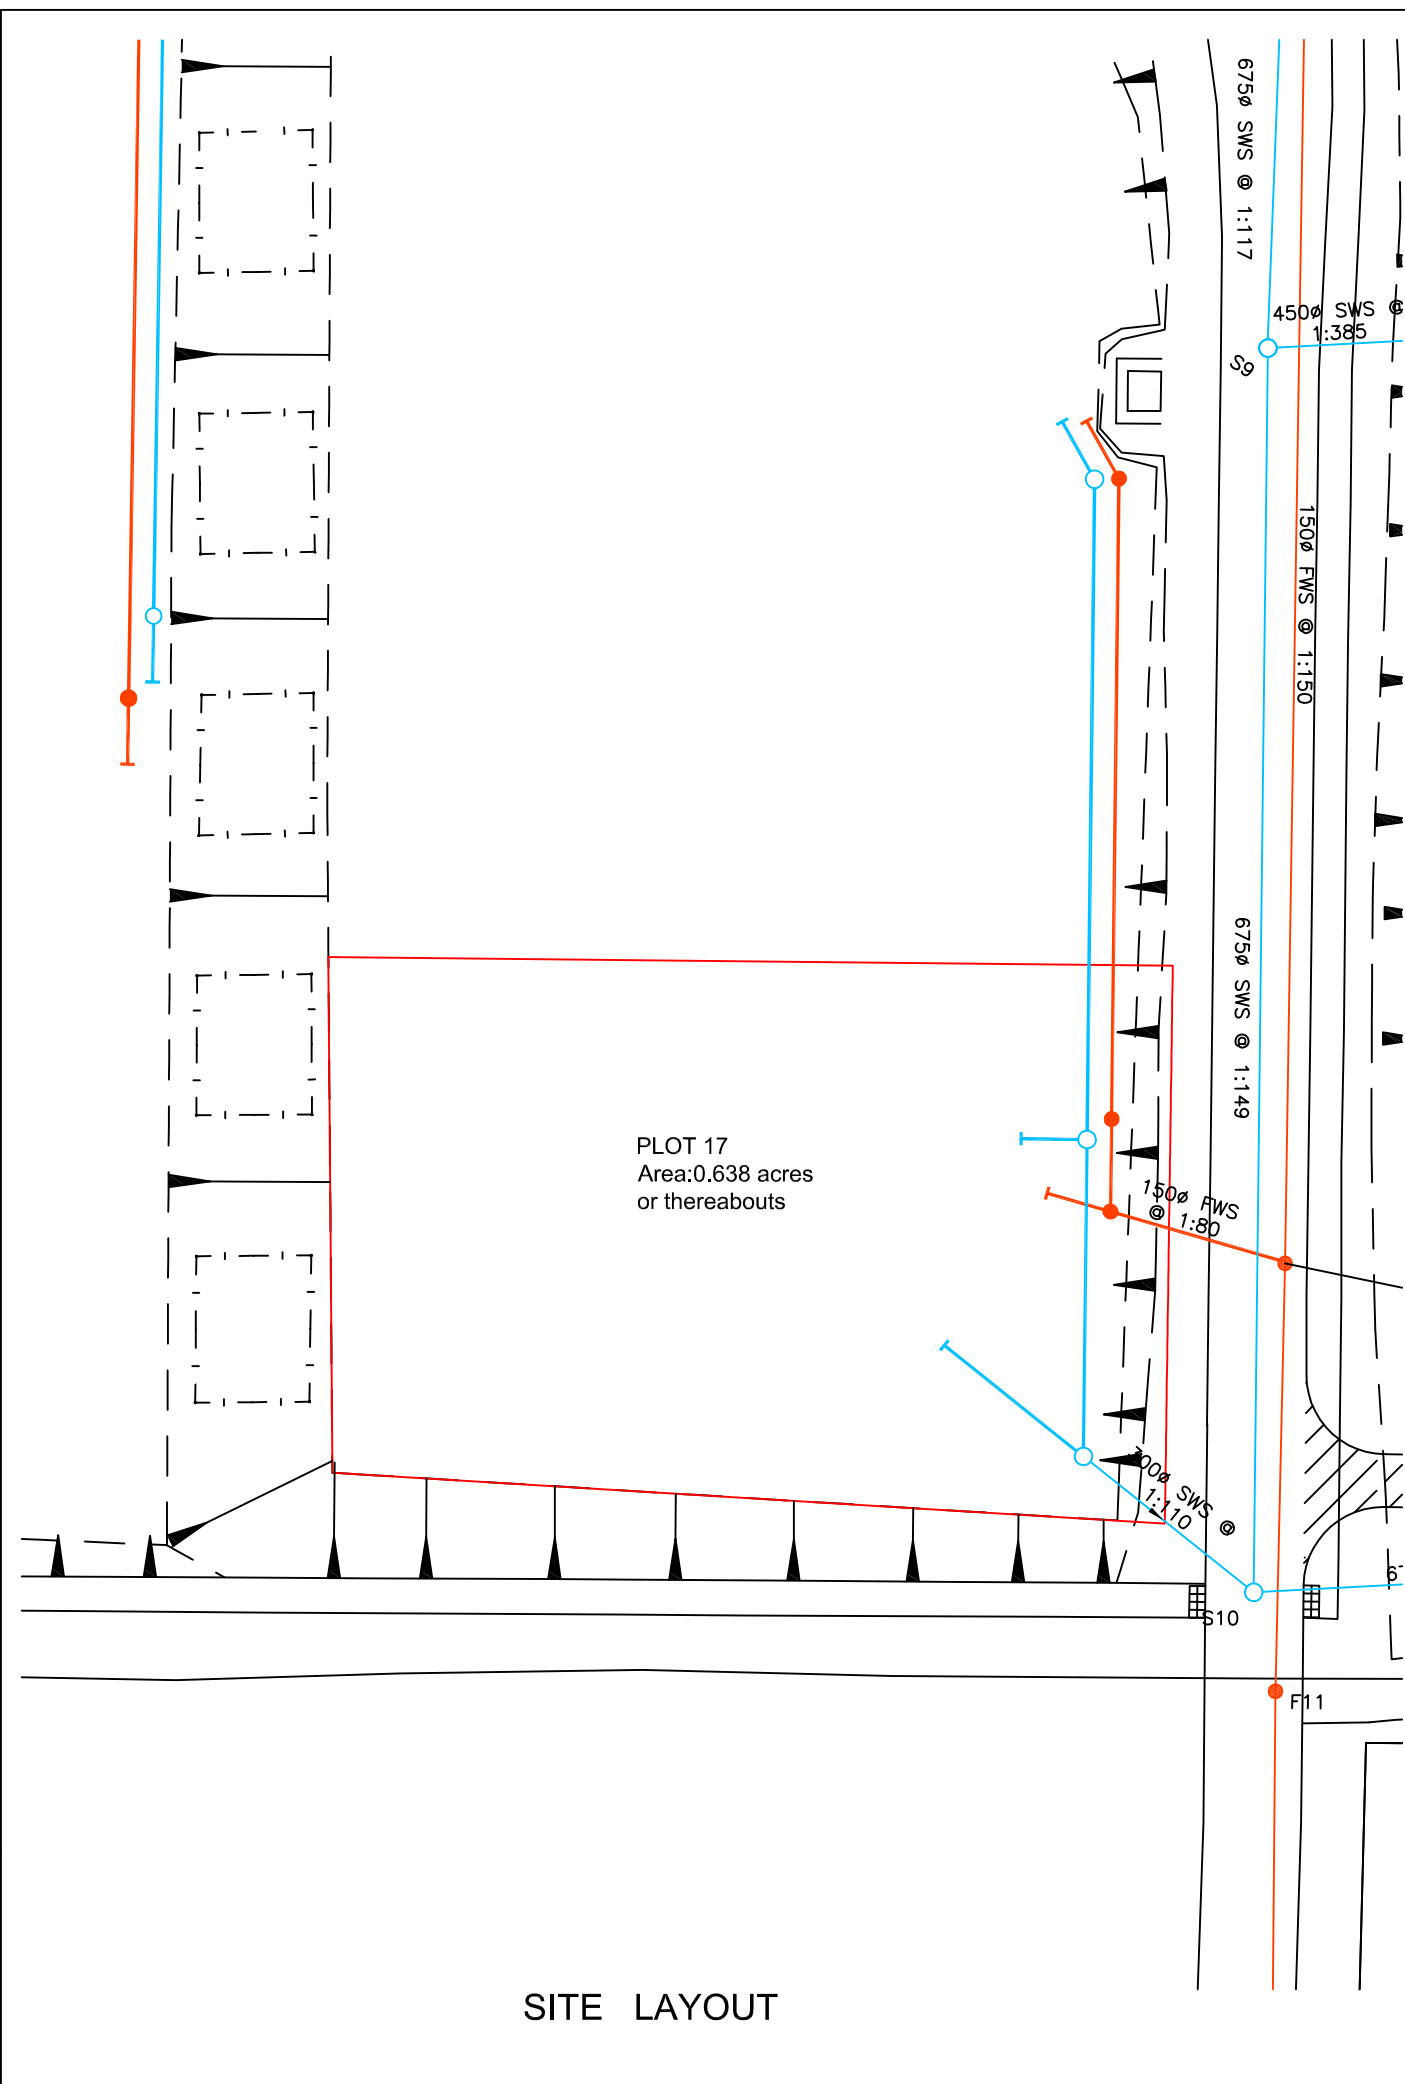 675ø SWS @ 1:117
450ø SWS @
1:385
S9
150ø FWS @ 1:150
675ø SWS @ 1:149
PLOT 17
Area:0.638 acres
or thereabouts
150ø FWS
@ 1:80
300ø SWS @
1:110
S10
F11
SITE LAYOUT